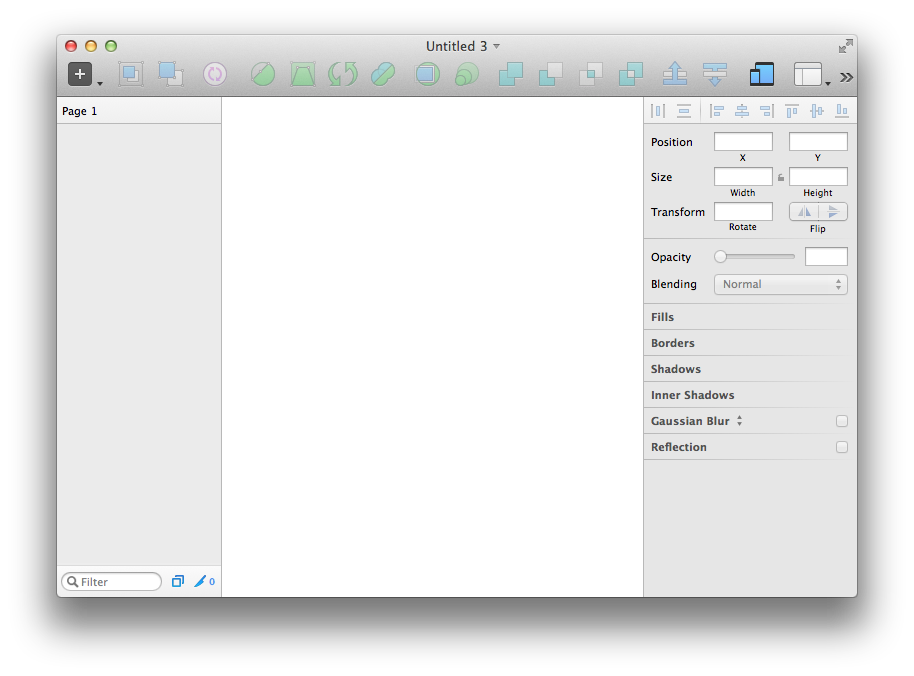 Untitled 3
Page 1
Position
X
Y
Size
Width
Height
Transform
Rotate
Flip
Opacity
Blending
Normal
Fills
Borders
Shadows
Inner Shadows
Gaussian Blur
Reflection
Filter
0